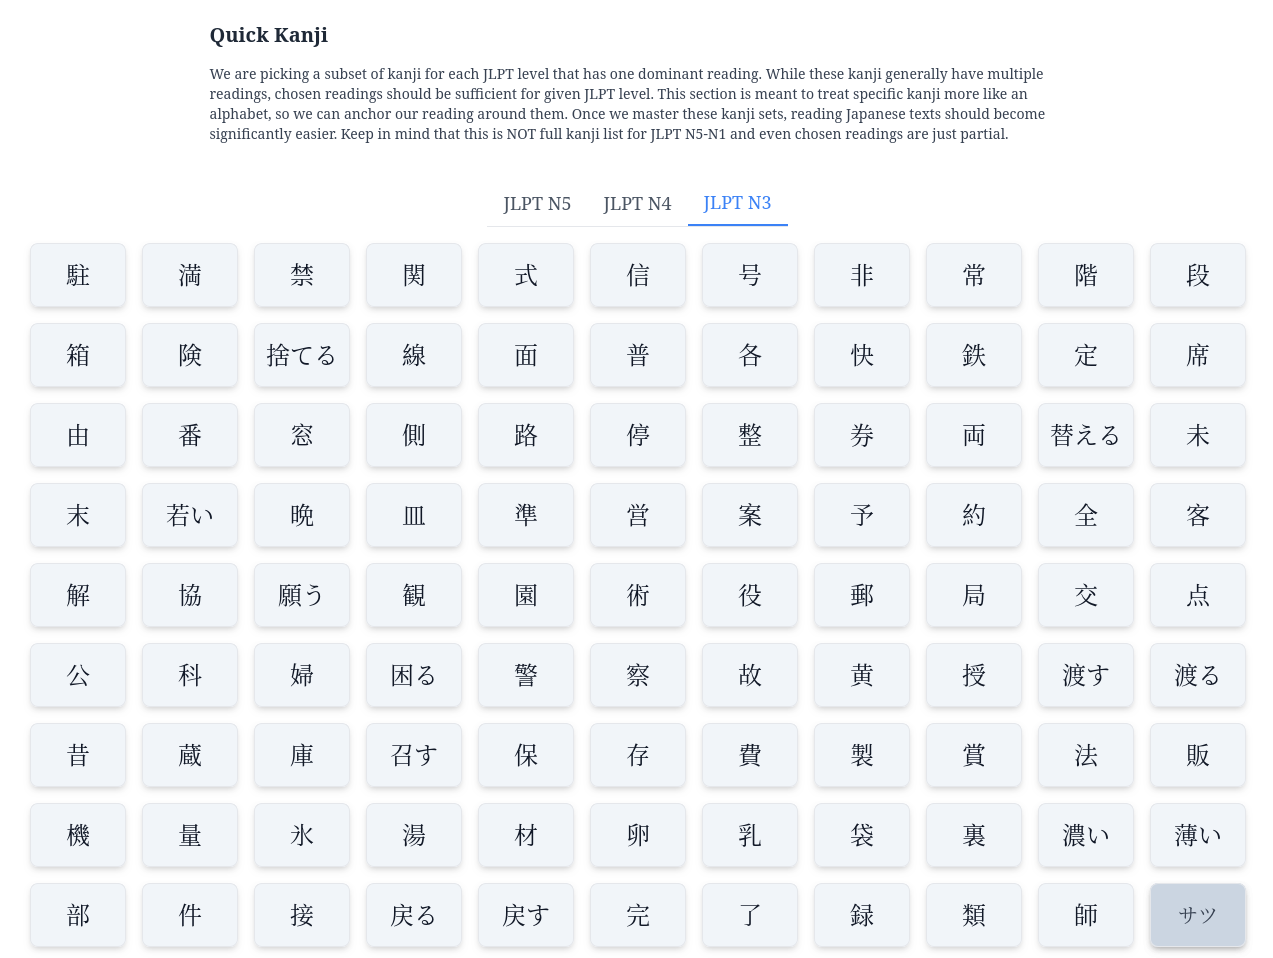 Quick Kanji
We are picking a subset of kanji for each JLPT level that has one dominant reading. While these kanji generally have multiple
readings, chosen readings should be sufficient for given JLPT level. This section is meant to treat specific kanji more like an
alphabet, so we can anchor our reading around them. Once we master these kanji sets, reading Japanese texts should become
significantly easier. Keep in mind that this is NOT full kanji list for JLPT N5-N1 and even chosen readings are just partial.
JLPT N5 JLPT N4 JLPT N3
駐 満 禁 関 式 信 号 非 常 階 段
箱 険 捨てる 線 面 普 各 快 鉄 定 席
由 番 窓 側 路 停 整 券 両 替える 未
末 若い 晩 皿 準 営 案 予 約 全 客
解 協 願う 観 園 術 役 郵 局 交 点
公 科 婦 困る 警 察 故 黄 授 渡す 渡る
昔 蔵 庫 召す 保 存 費 製 賞 法 販
機 量 氷 湯 材 卵 乳 袋 裏 濃い 薄い
部 件 接 戻る 戻す 完 了 録 類 師 サツ